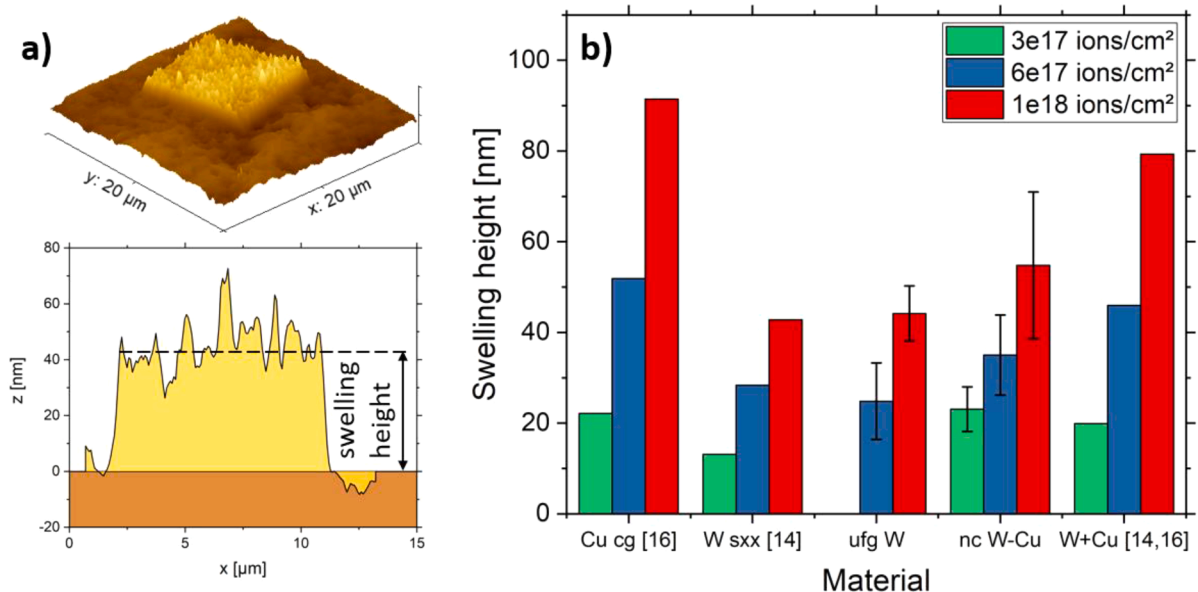 a)
y: 20 µm
x: 20 µm
80
60
40
20
0
-20
z [nm]
swelling
height
0
5
10
15
x [µm]
b)
3e17 ions/cm²
6e17 ions/cm²
1e18 ions/cm²
100
80
60
40
20
0
Swelling height [nm]
Cu cg [16]
W sxx [14]
ufg W
nc W-Cu
W+Cu [14,16]
Material